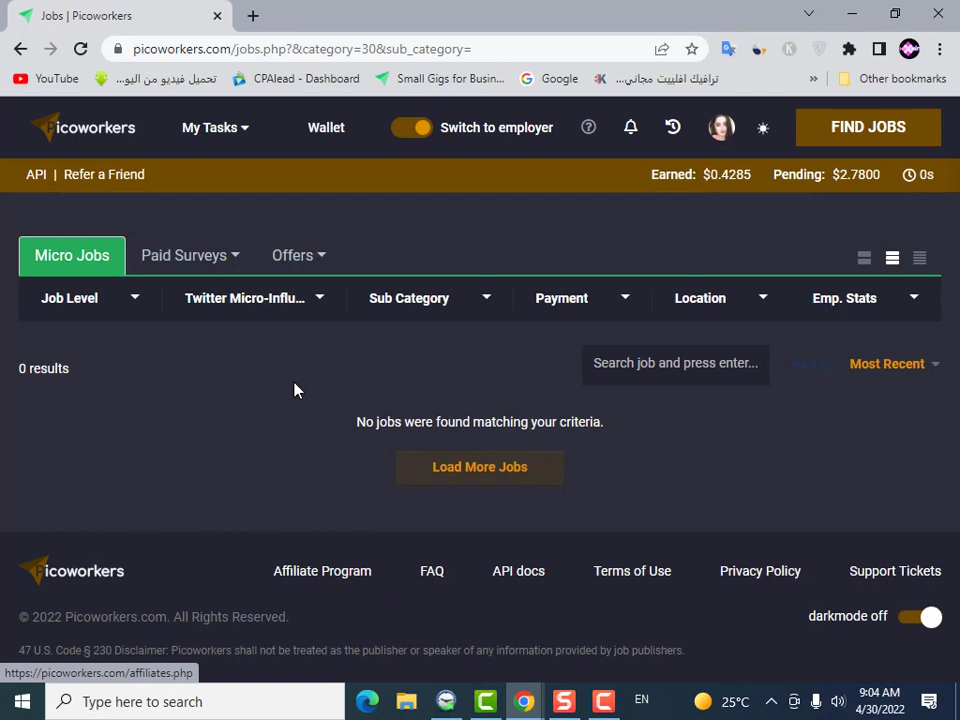 Jobs | Picoworkers
picoworkers.com/jobs.php?&category=30&sub_category=
YouTube
تحميل فيديو من اليو...
CPAlead - Dashboard
Small Gigs for Busin...
Google
ترافيك افلييت مجاني...
»
Other bookmarks
Picoworkers
My Tasks
Wallet
Switch to employer
FIND JOBS
API | Refer a Friend
Earned: $0.4285
Pending: $2.7800
0s
Micro Jobs
Paid Surveys
Offers
Job Level
Twitter Micro-Influ...
Sub Category
Payment
Location
Emp. Stats
0 results
Search job and press enter...
Most Recent
No jobs were found matching your criteria.
Load More Jobs
Picoworkers
Affiliate Program
FAQ
API docs
Terms of Use
Privacy Policy
Support Tickets
© 2022 Picoworkers.com. All Rights Reserved.
darkmode off
47 U.S. Code § 230 Disclaimer: Picoworkers shall not be treated as the publisher or speaker of any information provided by job publishers.
https://picoworkers.com/affiliates.php
Type here to search
25°C
EN
9:04 AM
4/30/2022